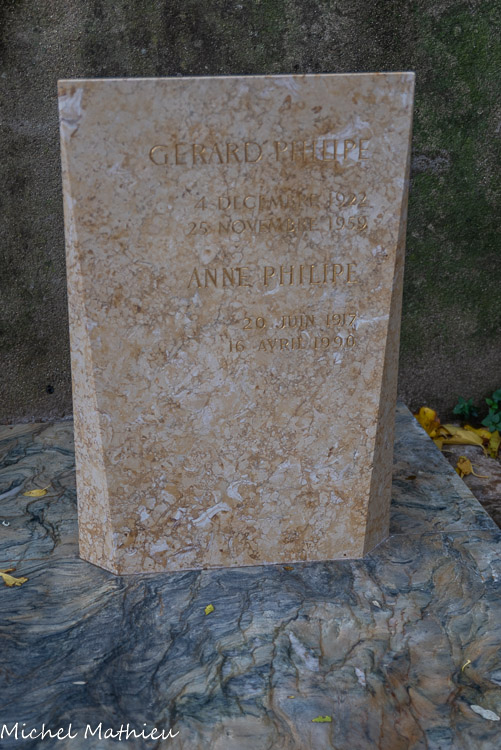 GERARD PHILIPE
4 DECEMBRE 1922
25 NOVEMBRE 1959
ANNE PHILIPE
20 JUIN 1917
16 AVRIL 1990
Michel Mathieu